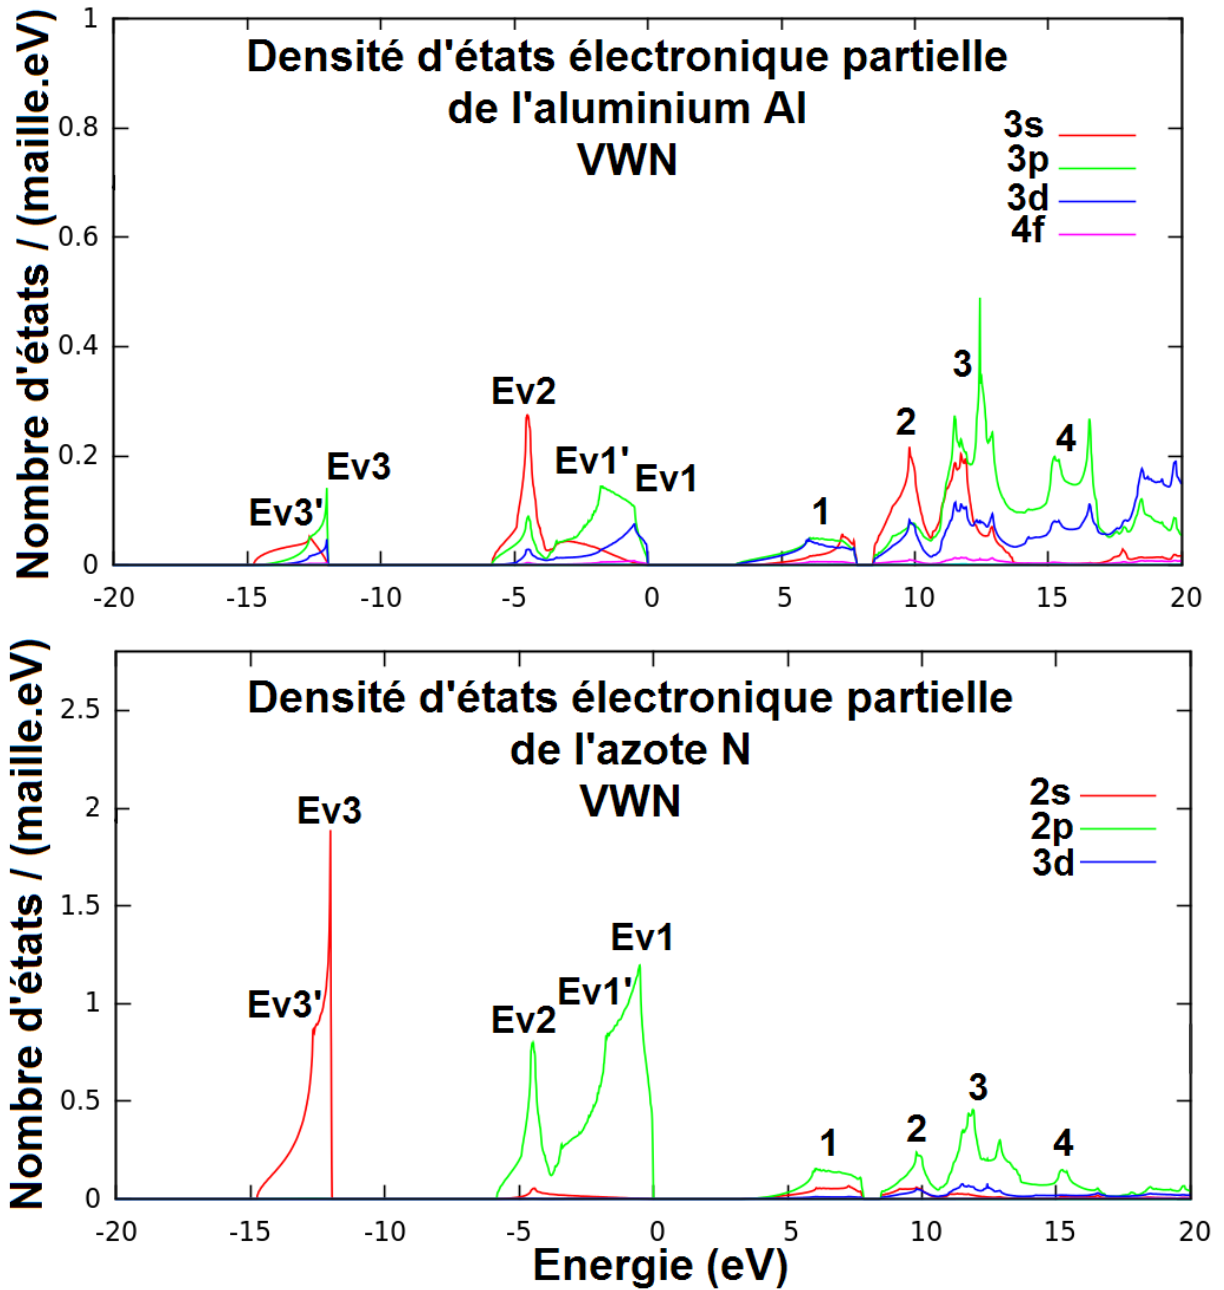 Densité d'états électronique partielle
de l'aluminium Al
VWN
Nombre d'états / (maille.eV)
1
0.8
0.6
0.4
0.2
0
3s
3p
3d
4f
Ev3'
Ev3
Ev2
Ev1'
Ev1
1
2
3
4
-20 -15 -10 -5 0 5 10 15 20
Densité d'états électronique partielle
de l'azote N
VWN
Nombre d'états / (maille.eV)
2.5
2
1.5
1
0.5
0
2s
2p
3d
Ev3'
Ev3
Ev2
Ev1'
Ev1
1
2
3
4
-20 -15 -10 -5 0 5 10 15 20
Energie (eV)